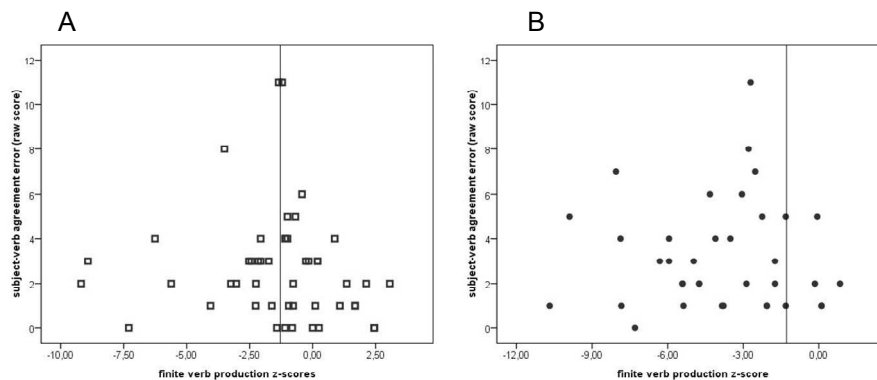 A
B
12
10
8
6
4
2
0
subject-verb agreement error (raw score)
-10,00 -7,50 -5,00 -2,50 0,00 2,50
finite verb production z-scores
12
10
8
6
4
2
0
subject-verb agreement error (raw score)
-12,00 -9,00 -6,00 -3,00 0,00
finite verb production z-score